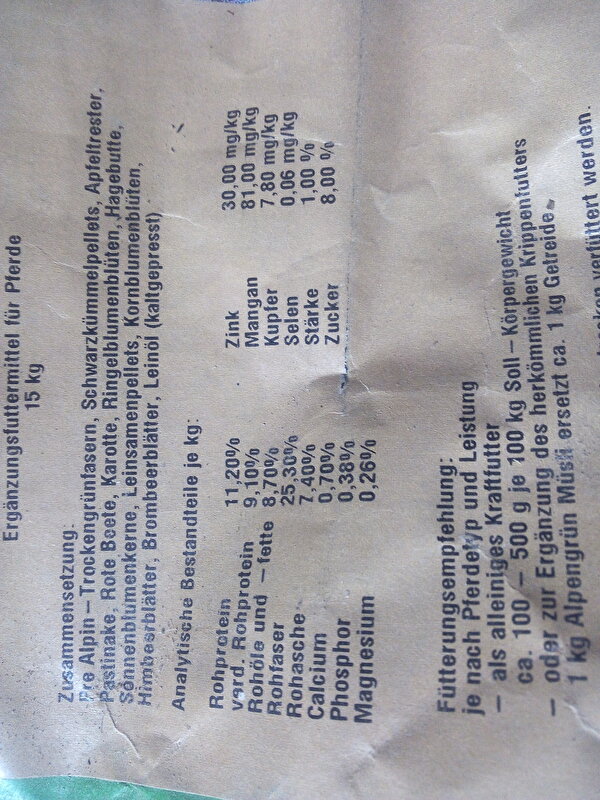 Ergänzungsfuttermittel für Pferde
15 kg
Zusammensetzung:
Pre Alpin – Trockengrünfasern, Schwarzkümmelpellets, Apfeltrester,
Pastinake, Rote Beete, Karotte, Ringelblumenblüten, Hagebutte,
Sonnenblumenkerne, Leinsamenpellets, Kornblumenblüten,
Himbeerblätter, Brombeerblätter, Leinöl (kaltgepresst)
Analytische Bestandteile je kg:
Rohprotein 11,20% Zink 30,00 mg/kg
verd. Rohprotein 9,10% Mangan 81,00 mg/kg
Rohöle und – fette 8,70% Kupfer 7,80 mg/kg
Rohfaser 25,30% Selen 0,06 mg/kg
Rohasche 7,40% Stärke 1,00 %
Calcium 0,70% Zucker 8,00 %
Phosphor 0,38%
Magnesium 0,26%
Fütterungsempfehlung:
je nach Pferdetyp und Leistung
– als alleiniges Kraftfutter
ca. 100 – 500 g je 100 kg Soll – Körpergewicht
– oder zur Ergänzung des herkömmlichen Krippenfutters
1 kg Alpengrün Müsli ersetzt ca. 1 kg Getreide.
trocken verfüttert werden.